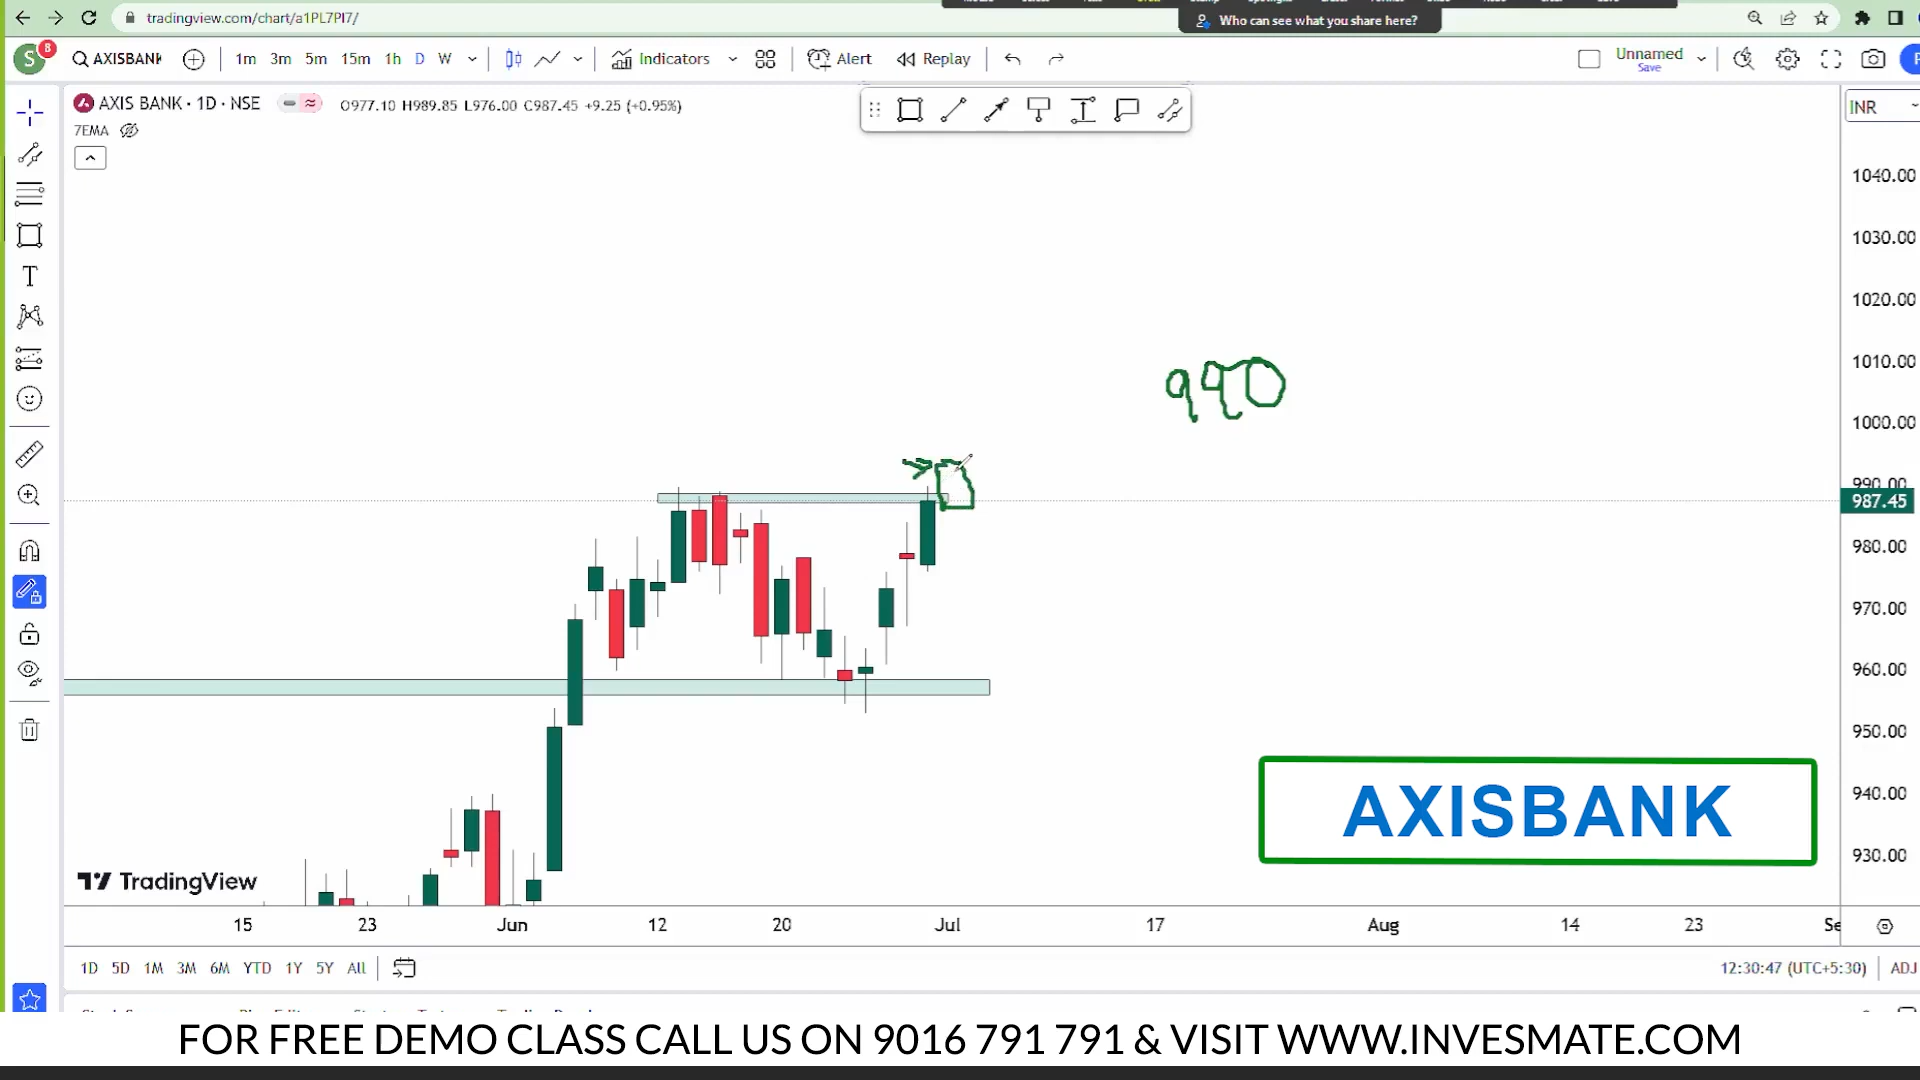 tradingview.com/chart/a1PL7PI7/
Who can see what you share here?
S 8 AXISBANK 1m 3m 5m 15m 1h D W Indicators Alert Replay Unnamed
Save
AXIS BANK · 1D · NSE O977.10 H989.85 L976.00 C987.45 +9.25 (+0.95%)
INR
7EMA
1040.00
1030.00
1020.00
1010.00
990
1000.00
990.00
987.45
980.00
970.00
960.00
950.00
940.00
930.00
AXISBANK
TradingView
15 23 Jun 12 20 Jul 17 Aug 14 23 Se
1D 5D 1M 3M 6M YTD 1Y 5Y All 12:30:47 (UTC+5:30) ADJ
FOR FREE DEMO CLASS CALL US ON 9016 791 791 & VISIT WWW.INVESMATE.COM